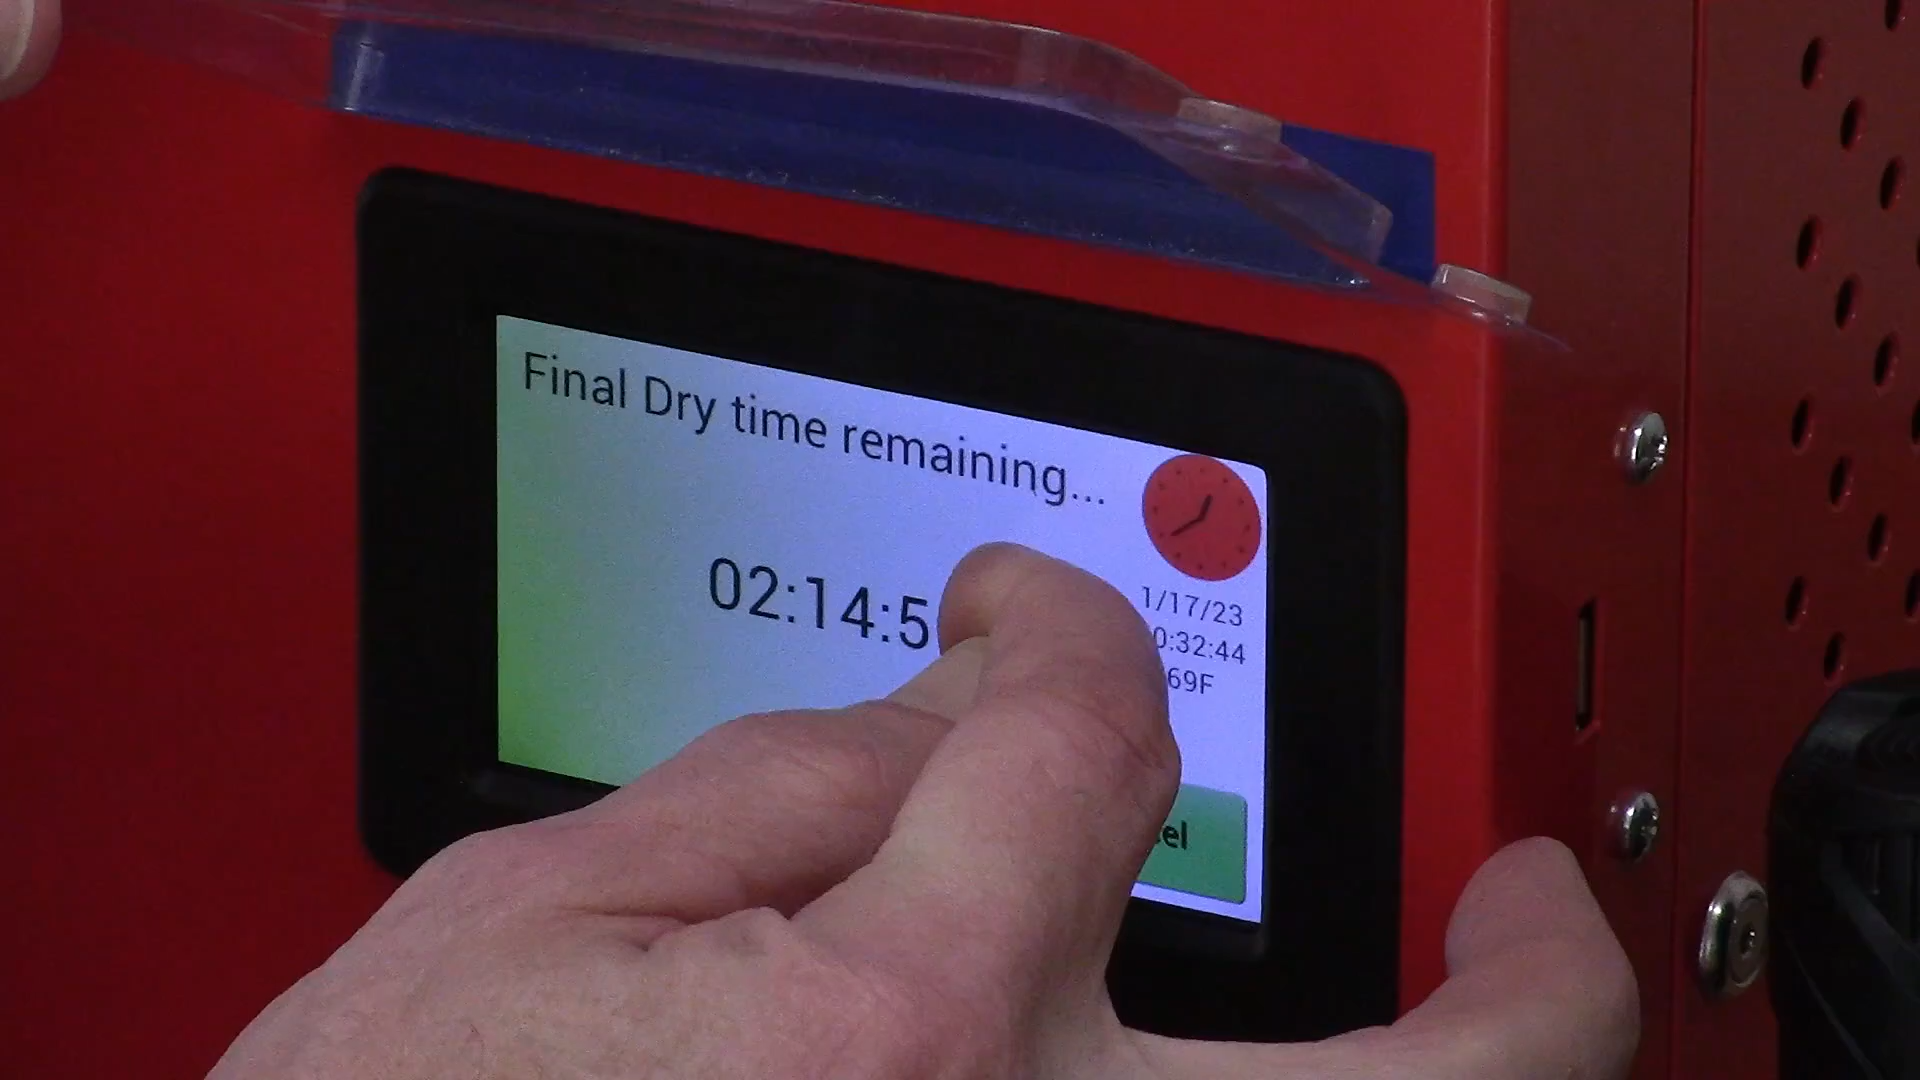 Final Dry time remaining...
02:14:5
1/17/23
0:32:44
69F
el